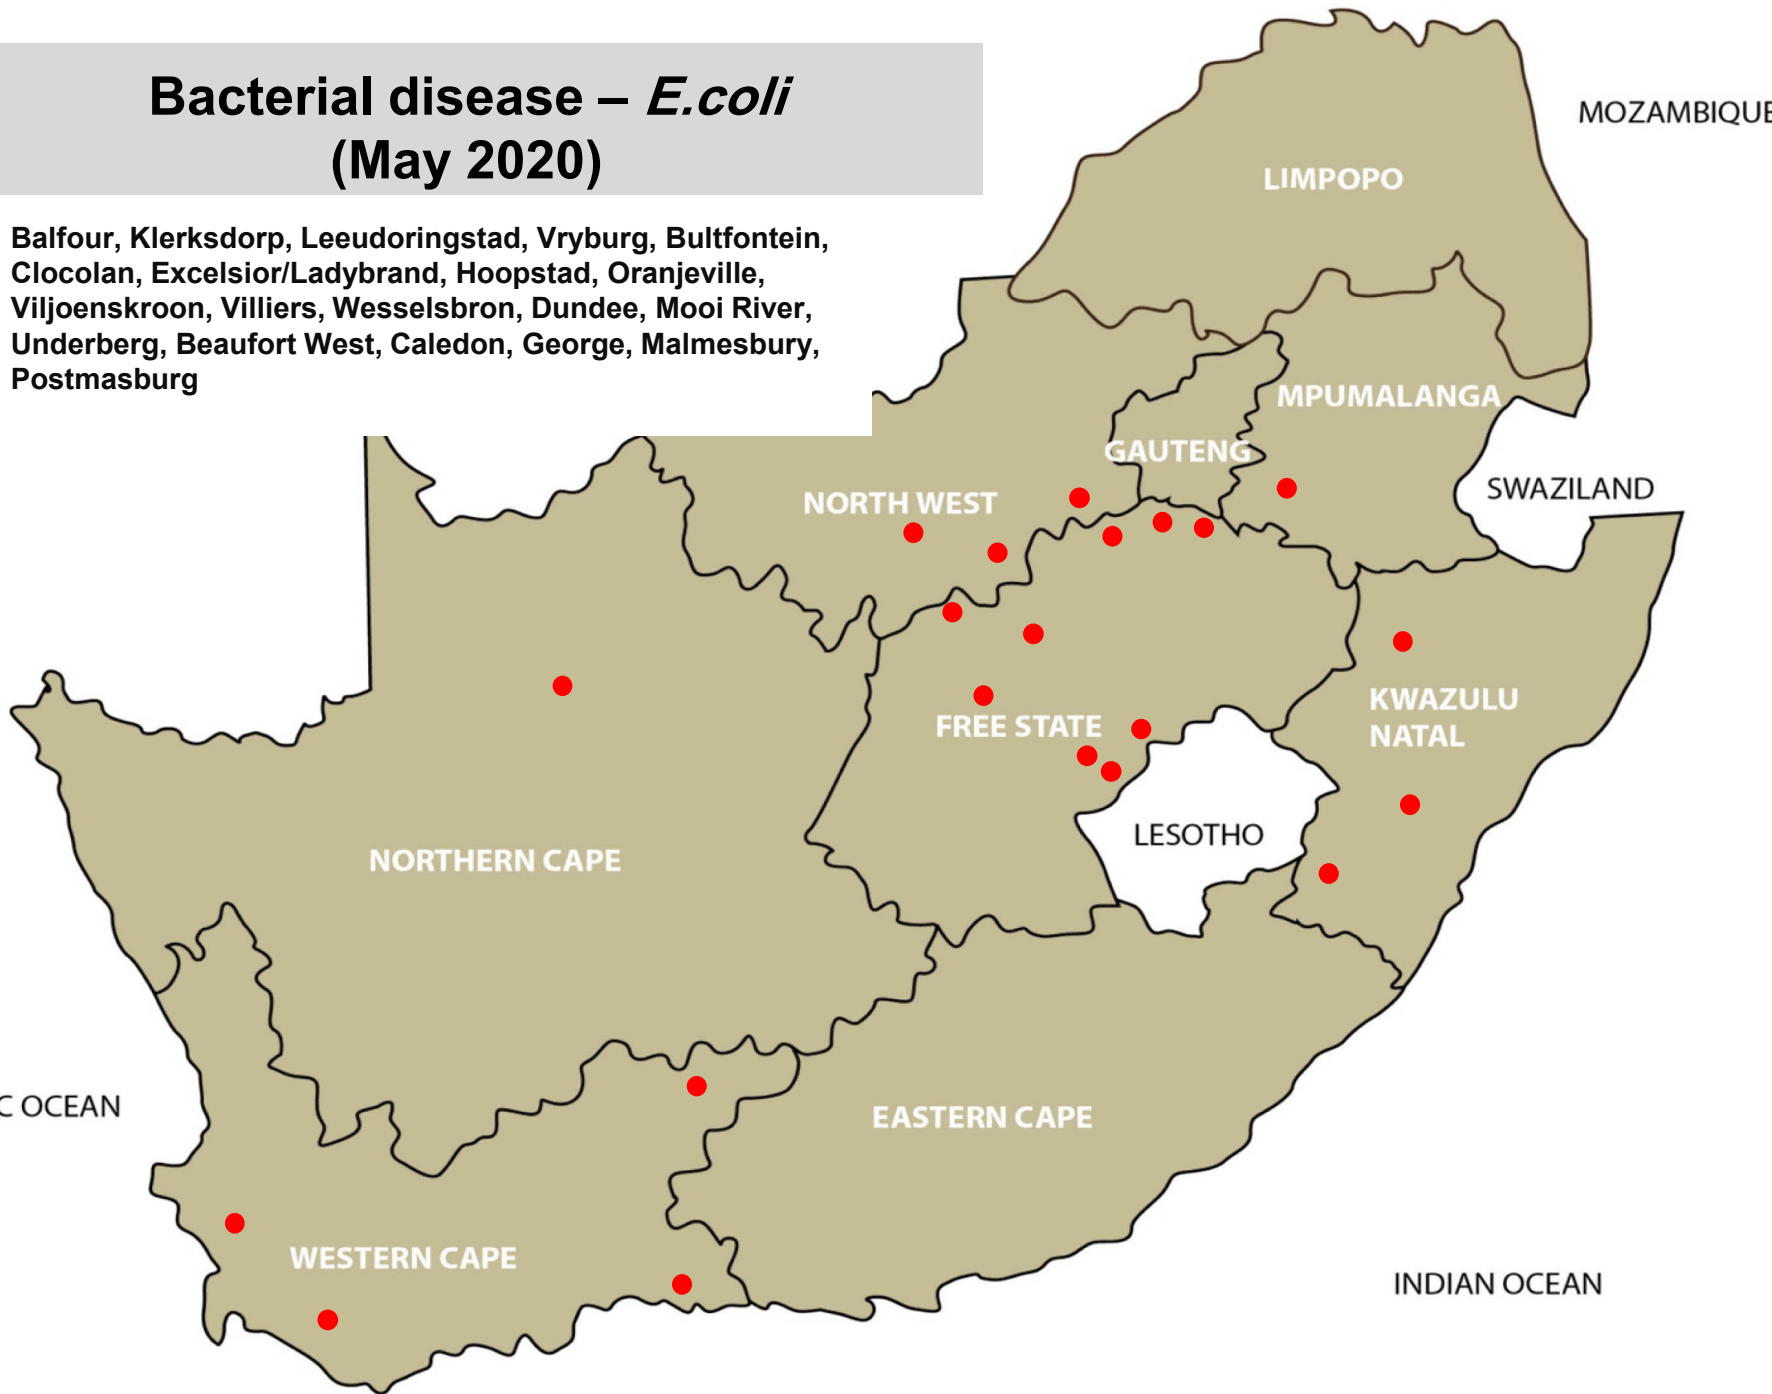 Bacterial disease – E.coli
(May 2020)
Balfour, Klerksdorp, Leeudoringstad, Vryburg, Bultfontein,
Clocolan, Excelsior/Ladybrand, Hoopstad, Oranjeville,
Viljoenskroon, Villiers, Wesselsbron, Dundee, Mooi River,
Underberg, Beaufort West, Caledon, George, Malmesbury,
Postmasburg
MOZAMBIQUE
LIMPOPO
MPUMALANGA
GAUTENG
NORTH WEST
SWAZILAND
KWAZULU
NATAL
FREE STATE
LESOTHO
NORTHERN CAPE
C OCEAN
EASTERN CAPE
WESTERN CAPE
INDIAN OCEAN